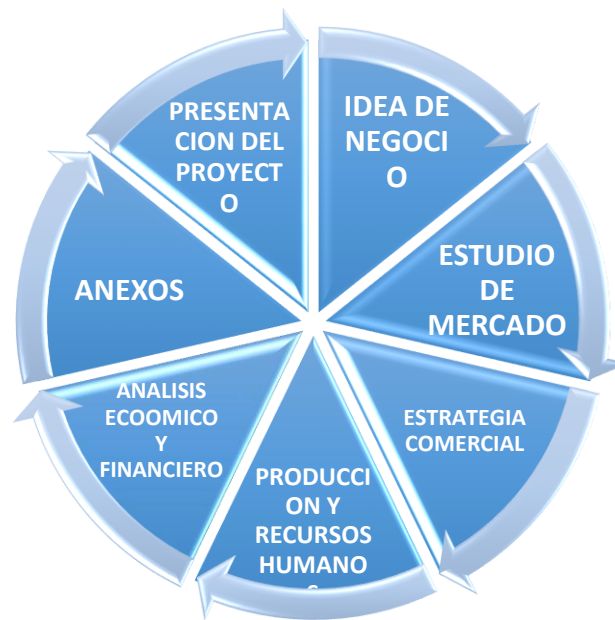 IDEA DE
NEGOCI
O
ESTUDIO
DE
MERCADO
ESTRATEGIA
COMERCIAL
PRODUCCI
ON Y
RECURSOS
HUMANO
S
ANALISIS
ECOOMICO
Y
FINANCIERO
ANEXOS
PRESENTA
CION DEL
PROYECT
O